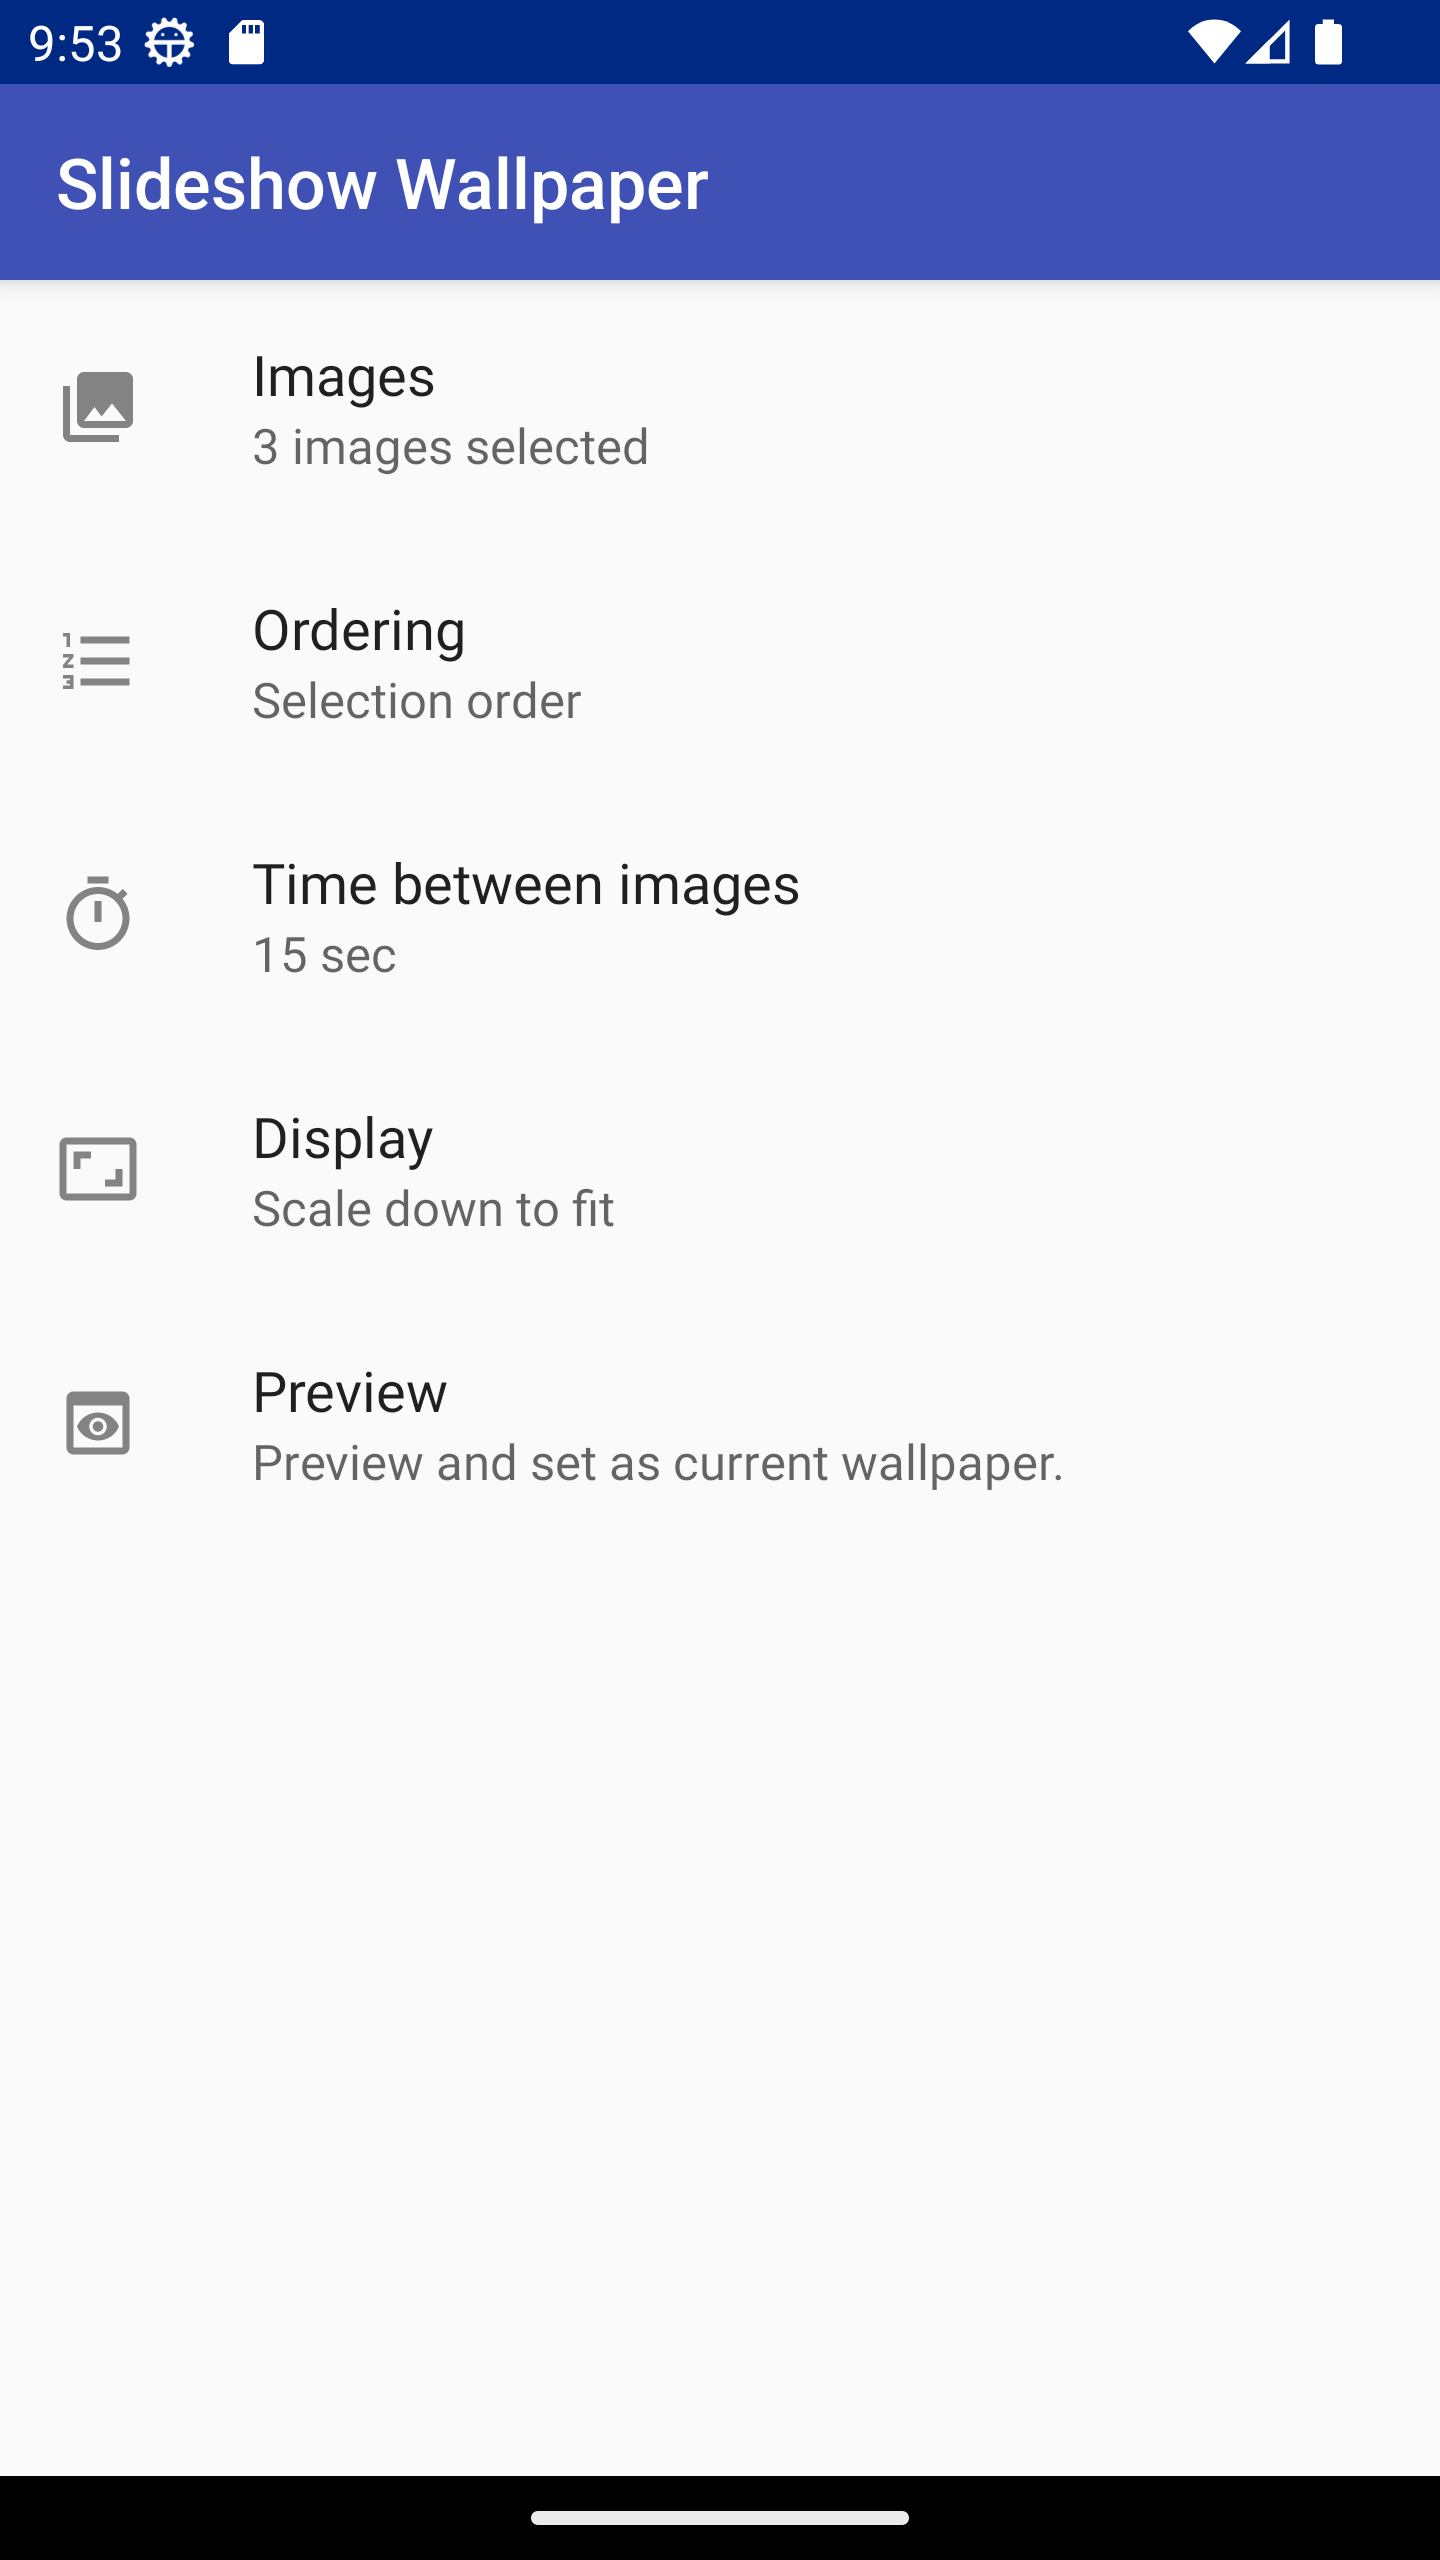 9:53
Slideshow Wallpaper
Images
3 images selected
Ordering
Selection order
Time between images
15 sec
Display
Scale down to fit
Preview
Preview and set as current wallpaper.